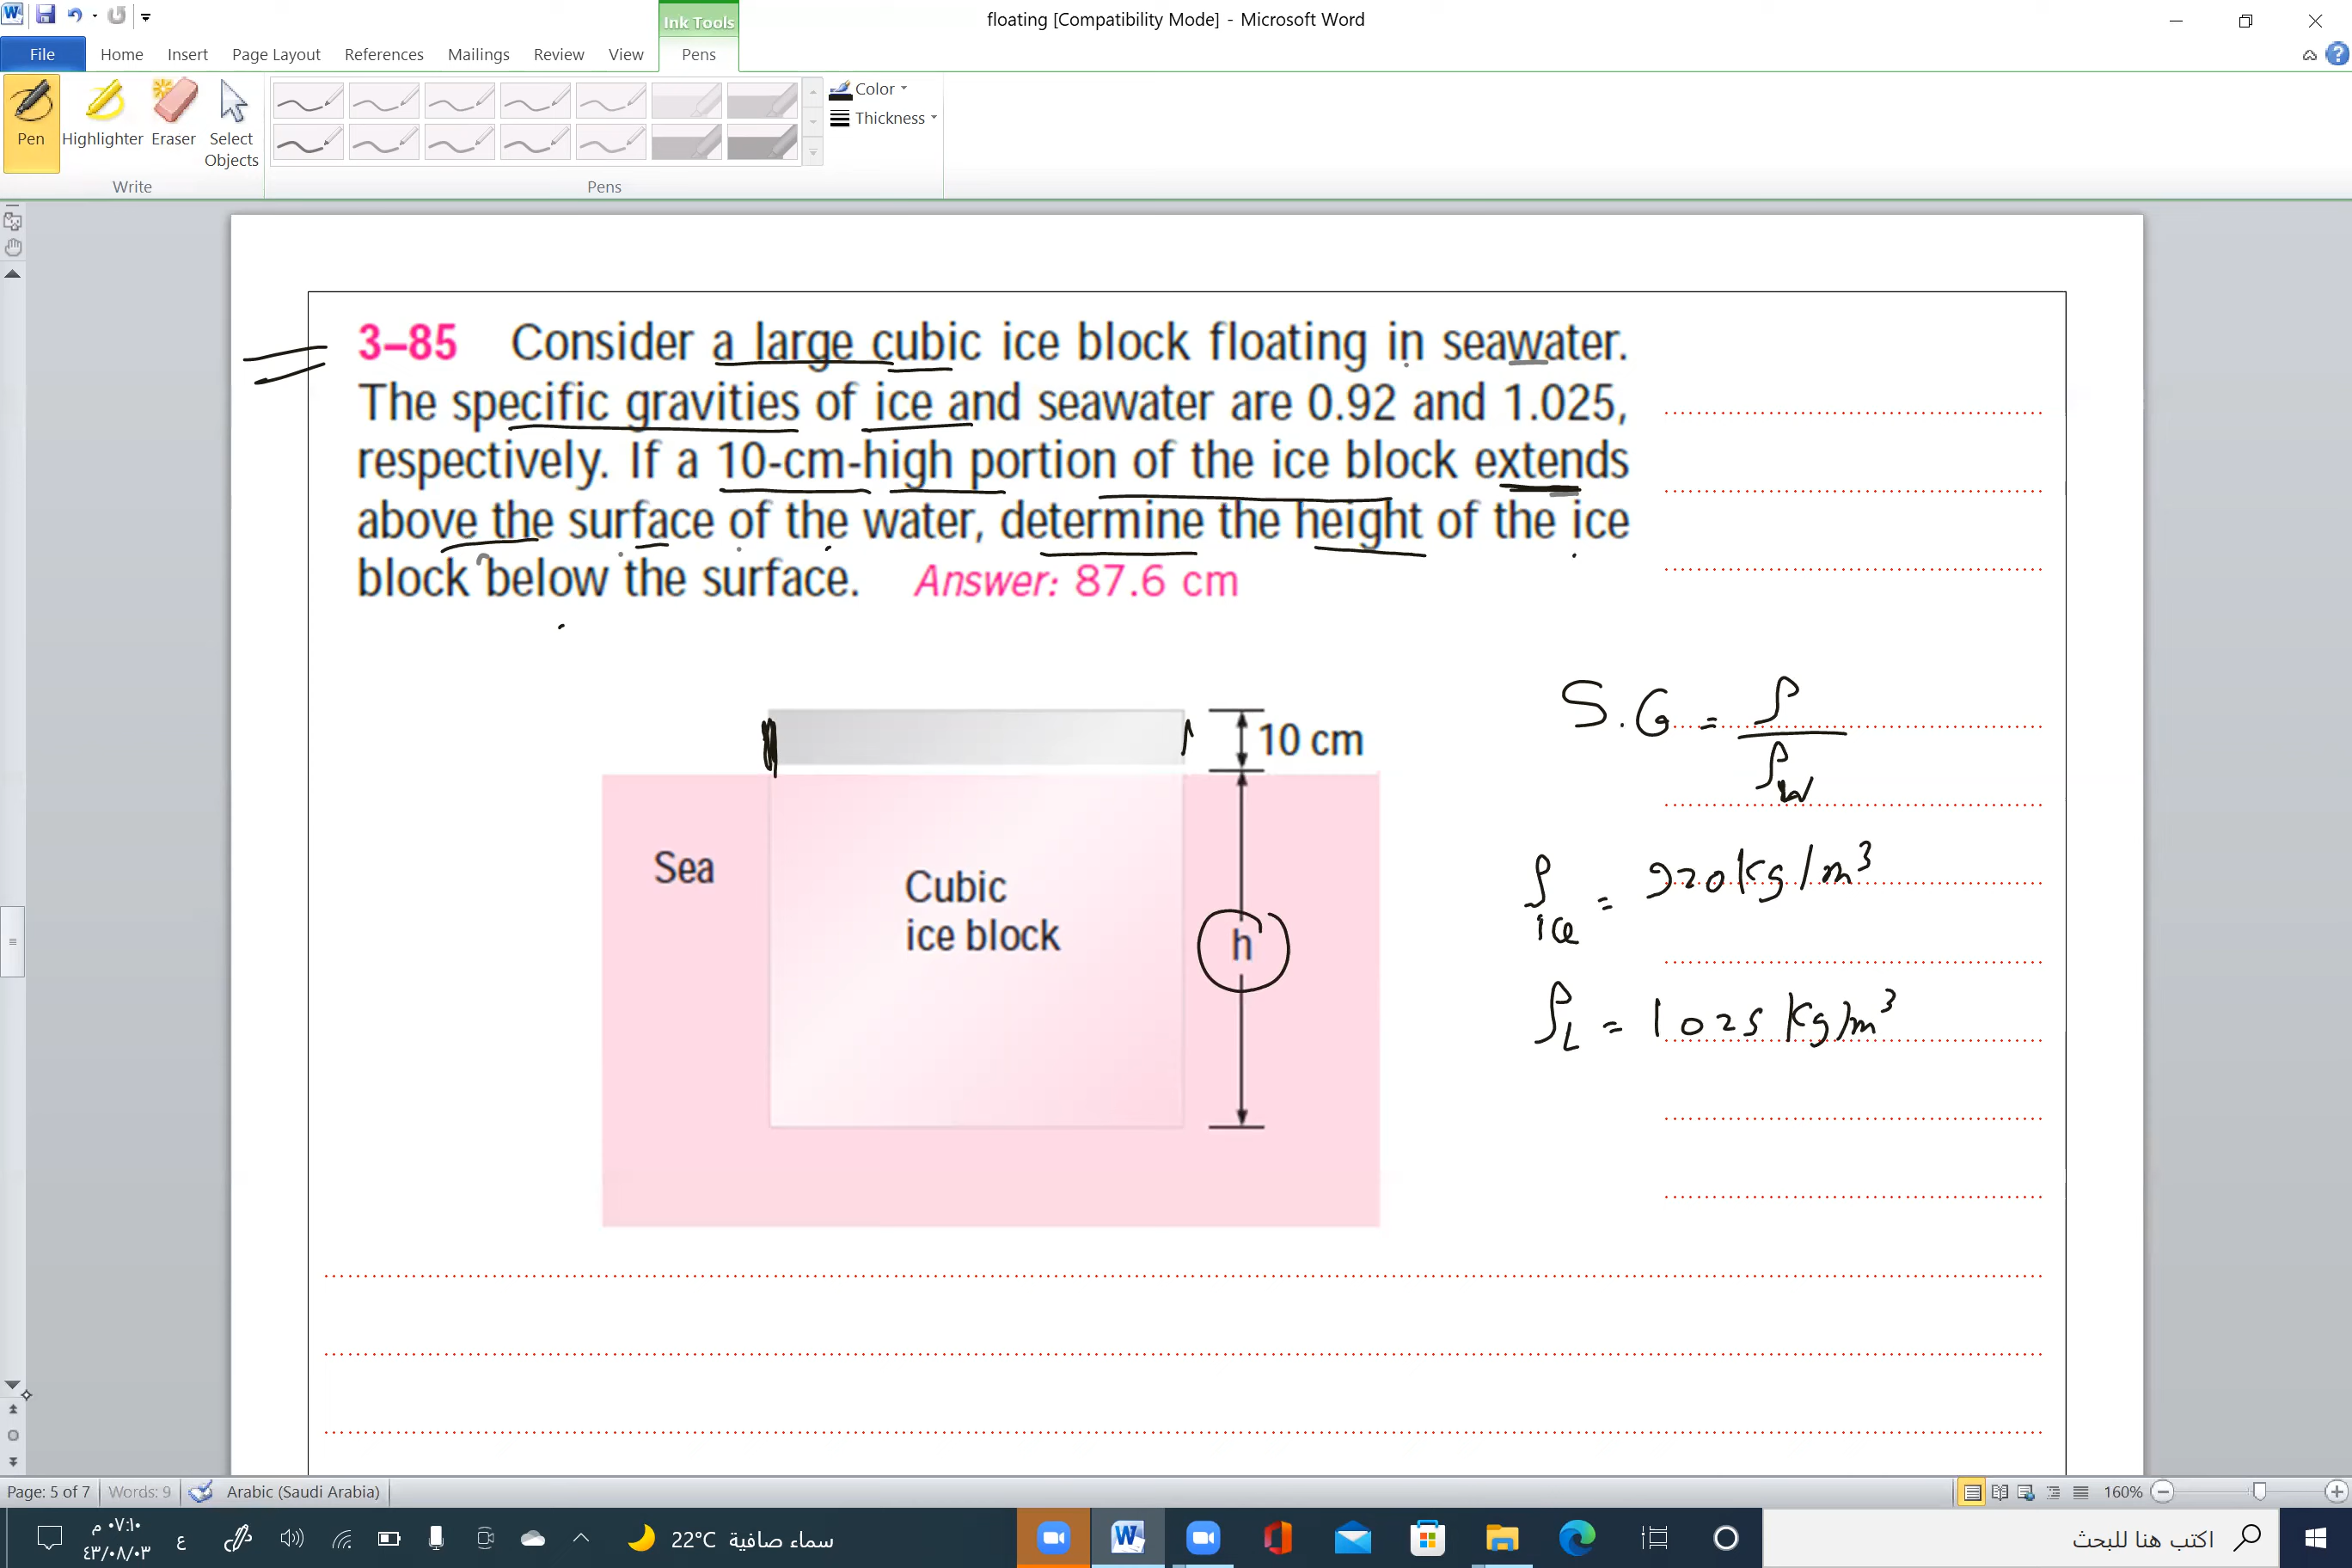 floating [Compatibility Mode] - Microsoft Word
Ink Tools
File Home Insert Page Layout References Mailings Review View Pens
Pen Highlighter Eraser Select Objects
Color
Thickness
Write
Pens
3–85 Consider a large cubic ice block floating in seawater.
The specific gravities of ice and seawater are 0.92 and 1.025,
respectively. If a 10-cm-high portion of the ice block extends
above the surface of the water, determine the height of the ice
block below the surface. Answer: 87.6 cm
S.G = ρ / ρw
10 cm
Sea
Cubic
ice block
h
ρice = 920 kg/m³
ρL = 1025 kg/m³
Page: 5 of 7 Words: 9 Arabic (Saudi Arabia) 160%
٠٧:١٠ م
٤٣/٠٨/٠٣
ع
22°C سماء صافية
اكتب هنا للبحث